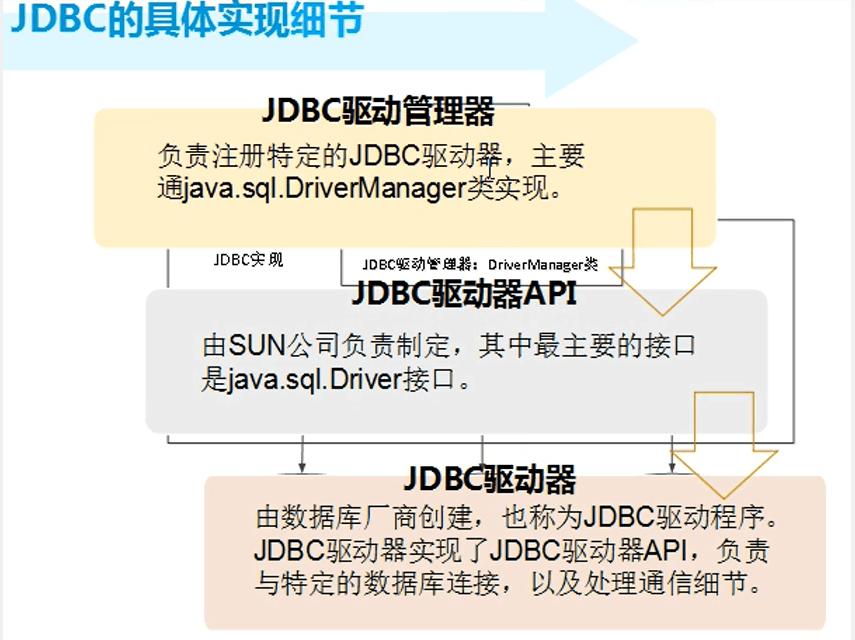 JDBC的具体实现细节
JDBC驱动管理器
负责注册特定的JDBC驱动器，主要
通java.sql.DriverManager类实现。
JDBC实现
JDBC驱动管理器：DriverManager类
JDBC驱动器API
由SUN公司负责制定，其中最主要的接口
是java.sql.Driver接口。
JDBC驱动器
由数据库厂商创建，也称为JDBC驱动程序。
JDBC驱动器实现了JDBC驱动器API，负责
与特定的数据库连接，以及处理通信细节。